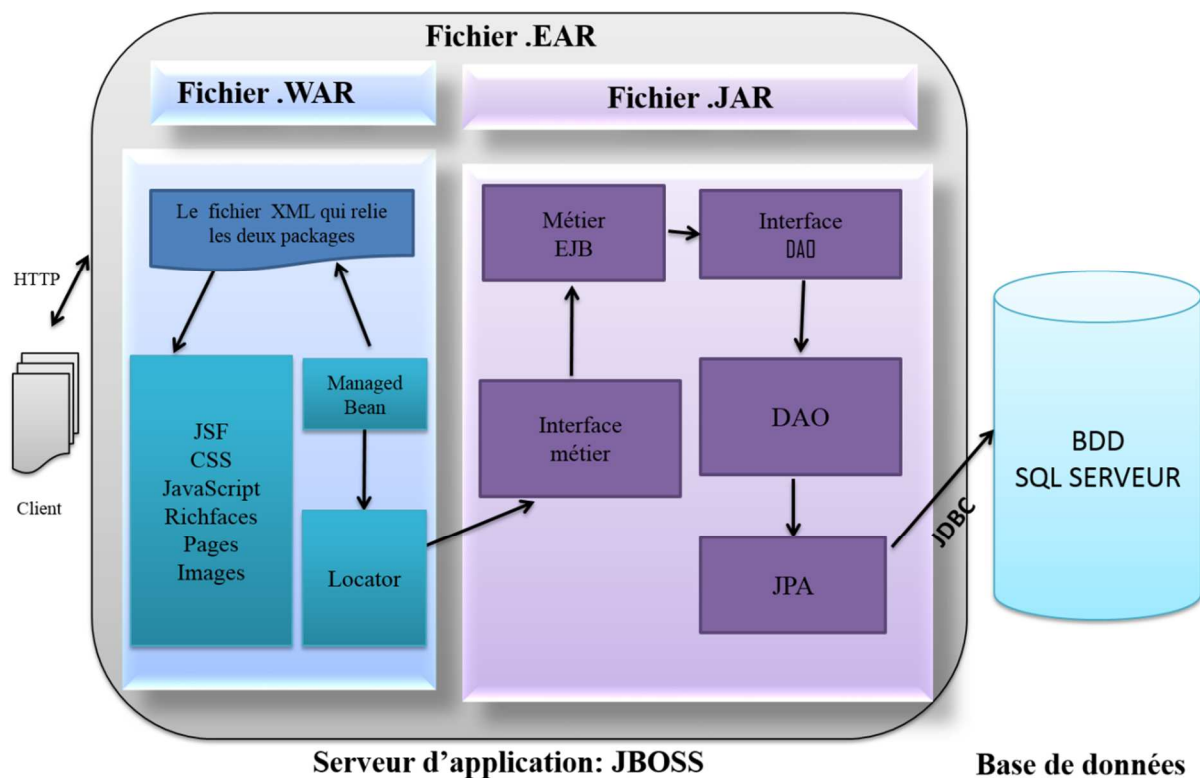 Fichier .EAR
Fichier .WAR
Fichier .JAR
Le fichier XML qui relie
les deux packages
Métier
EJB
Interface
DAO
HTTP
Managed
Bean
JSF
CSS
JavaScript
Richfaces
Pages
Images
Interface
métier
DAO
BDD
SQL SERVEUR
Client
Locator
JPA
JDBC
Serveur d’application: JBOSS
Base de données